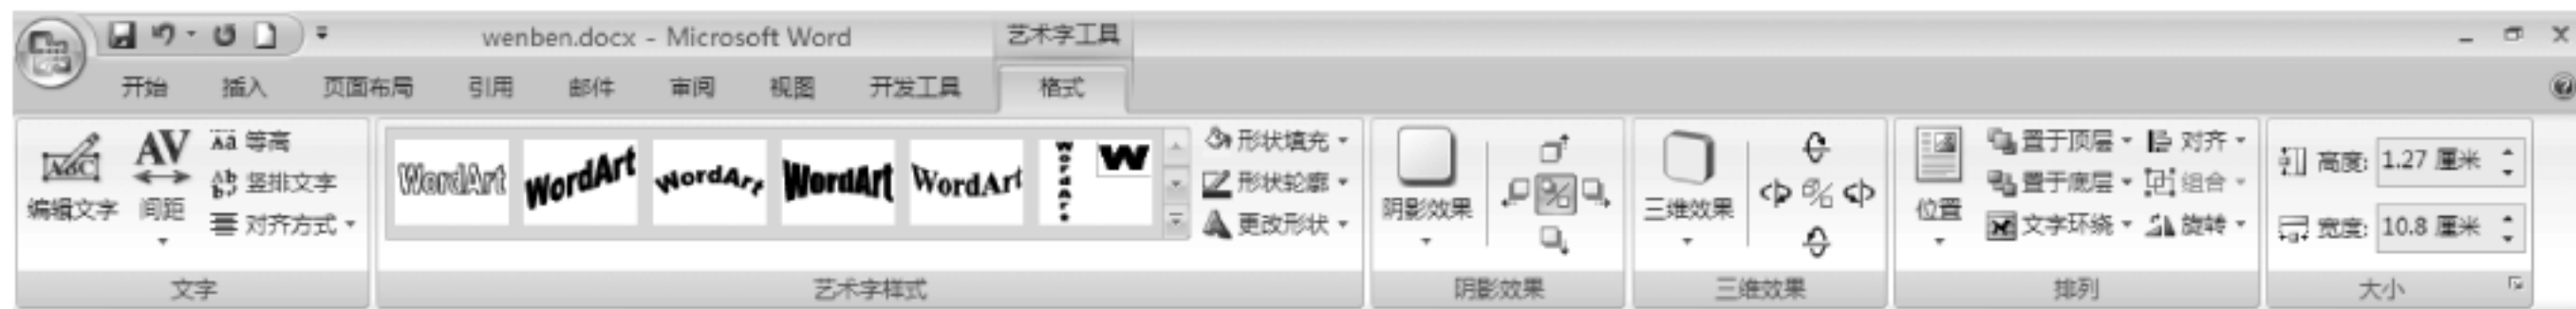 wenben.docx - Microsoft Word 艺术字工具
开始 插入 页面布局 引用 邮件 审阅 视图 开发工具 格式
Aa 等高 形状填充 置于顶层 对齐 高度: 1.27 厘米
ABC AV Ab 竖排文字 WordArt WordArt WordArt WordArt WordArt WordArt W 形状轮廓 置于底层 组合
编辑文字 间距 对齐方式 更改形状 阴影效果 三维效果 位置 文字环绕 旋转 宽度: 10.8 厘米
文字 艺术字样式 阴影效果 三维效果 排列 大小